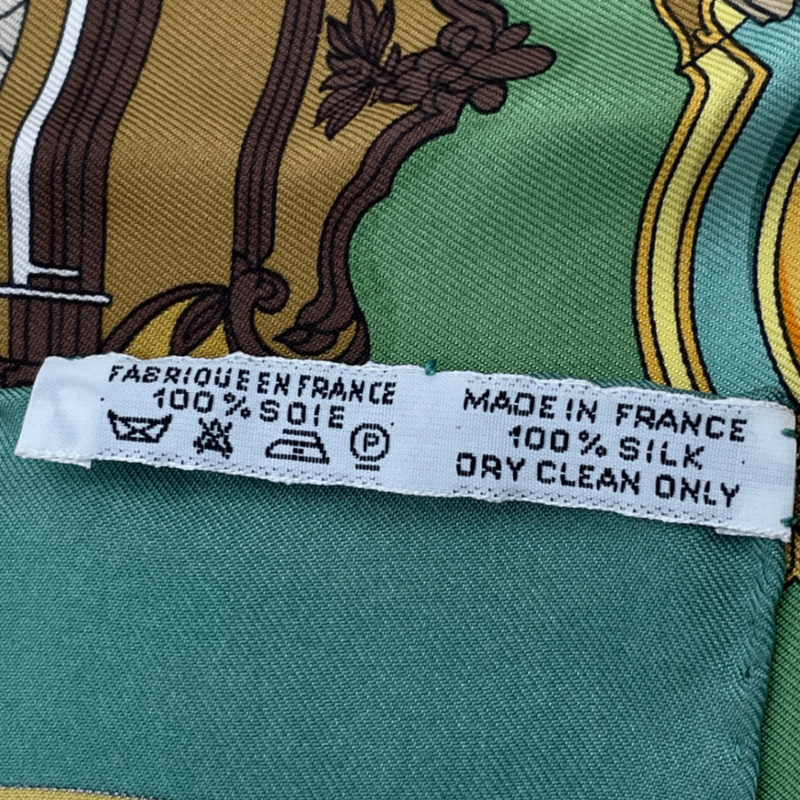 FABRIQUE EN FRANCE
100% SOIE
P
MADE IN FRANCE
100% SILK
DRY CLEAN ONLY